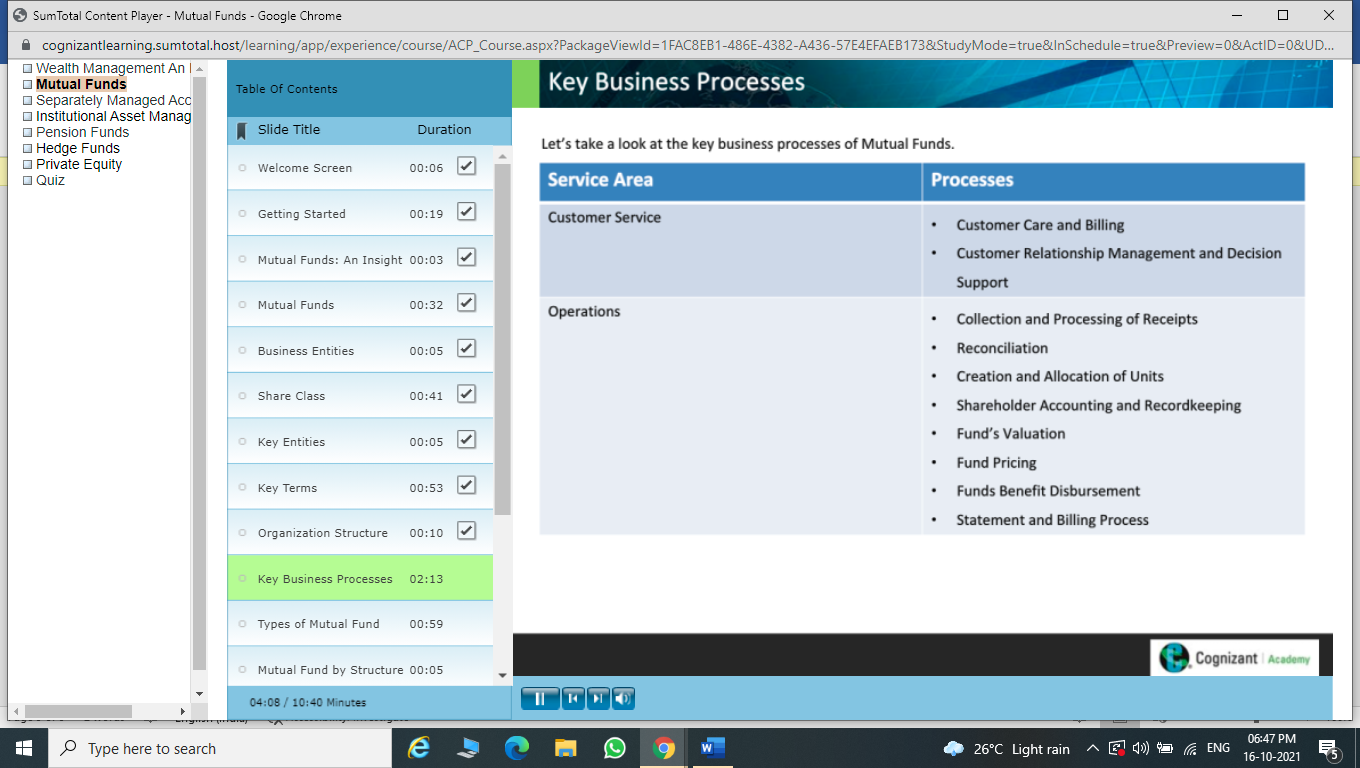 SumTotal Content Player - Mutual Funds - Google Chrome
cognizantlearning.sumtotal.host/learning/app/experience/course/ACP_Course.aspx?PackageViewId=1FAC8EB1-486E-4382-A436-57E4EFAEB173&StudyMode=true&InSchedule=true&Preview=0&ActID=0&UD...
Wealth Management An I
Mutual Funds
Separately Managed Acc
Institutional Asset Manag
Pension Funds
Hedge Funds
Private Equity
Quiz
Table Of Contents
Slide Title Duration
Welcome Screen 00:06
Getting Started 00:19
Mutual Funds: An Insight 00:03
Mutual Funds 00:32
Business Entities 00:05
Share Class 00:41
Key Entities 00:05
Key Terms 00:53
Organization Structure 00:10
Key Business Processes 02:13
Types of Mutual Fund 00:59
Mutual Fund by Structure 00:05
04:08 / 10:40 Minutes
Key Business Processes
Let's take a look at the key business processes of Mutual Funds.
Service Area Processes
Customer Service
• Customer Care and Billing
• Customer Relationship Management and Decision
Support
Operations
• Collection and Processing of Receipts
• Reconciliation
• Creation and Allocation of Units
• Shareholder Accounting and Recordkeeping
• Fund's Valuation
• Fund Pricing
• Funds Benefit Disbursement
• Statement and Billing Process
Cognizant | Academy
Type here to search
26°C Light rain
ENG
06:47 PM
16-10-2021
5